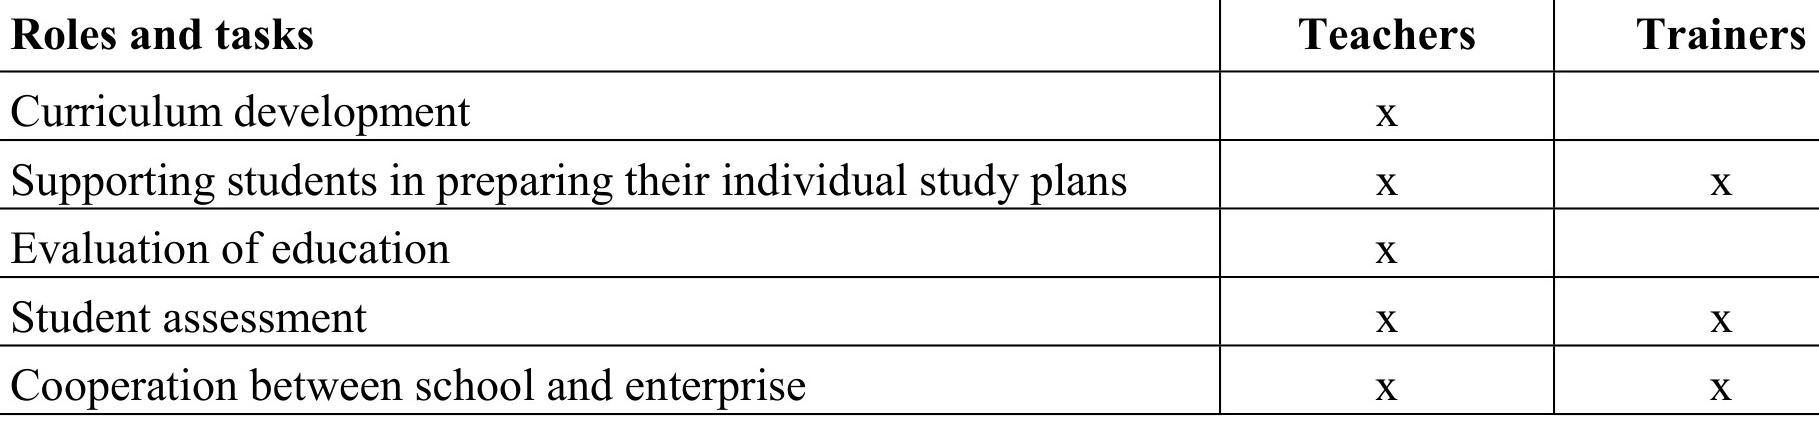 Roles and tasks Teachers Trainers
Curriculum development x
Supporting students in preparing their individual study plans x x
Evaluation of education x
Student assessment x x
Cooperation between school and enterprise x x